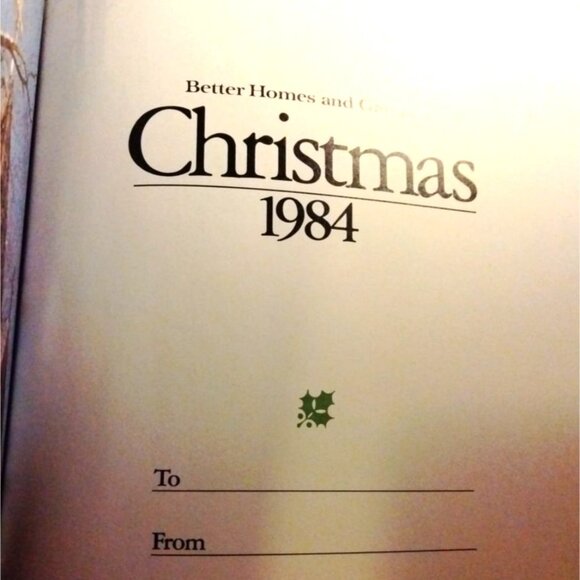 Better Homes and
Christmas
1984
To
From